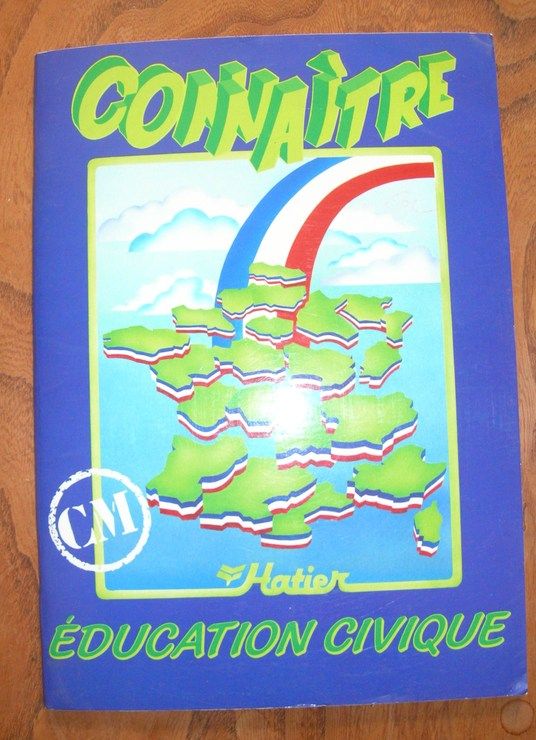 CONNAÎTRE
CM
Hatier
ÉDUCATION CIVIQUE